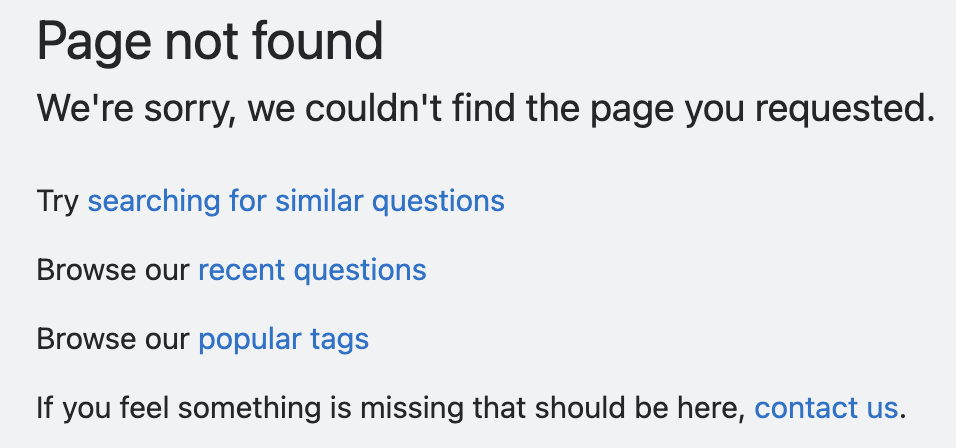 Page not found
We're sorry, we couldn't find the page you requested.
Try searching for similar questions
Browse our recent questions
Browse our popular tags
If you feel something is missing that should be here, contact us.